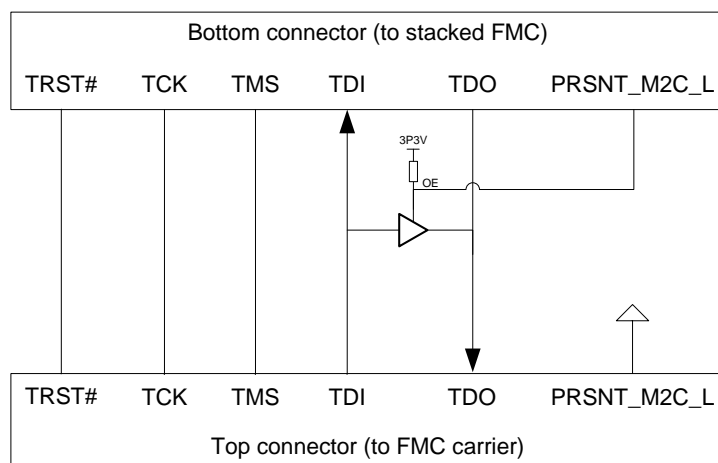 Bottom connector (to stacked FMC)
TRST# TCK TMS TDI TDO PRSNT_M2C_L
3P3V
OE
TRST# TCK TMS TDI TDO PRSNT_M2C_L
Top connector (to FMC carrier)